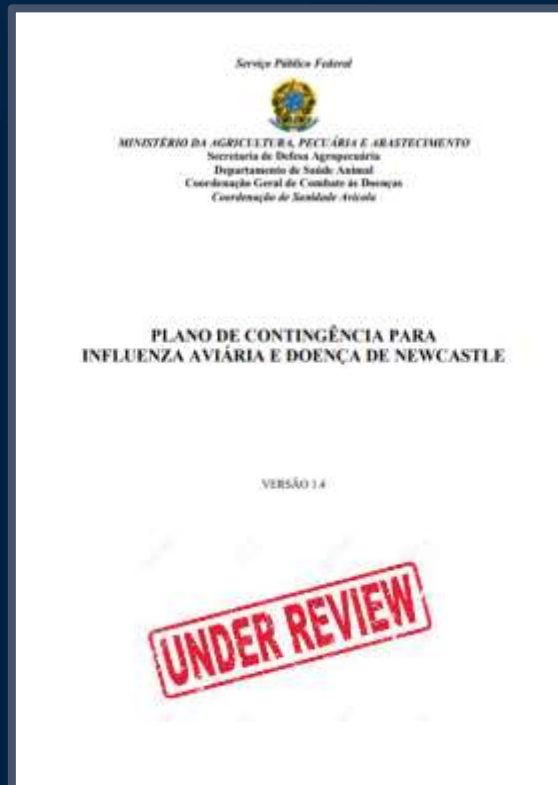 Serviço Público Federal
MINISTÉRIO DA AGRICULTURA, PECUÁRIA E ABASTECIMENTO
Secretaria de Defesa Agropecuária
Departamento de Saúde Animal
Coordenação Geral de Combate às Doenças
Coordenação de Sanidade Avícola
PLANO DE CONTINGÊNCIA PARA
INFLUENZA AVIÁRIA E DOENÇA DE NEWCASTLE
VERSÃO 1.4
UNDER REVIEW